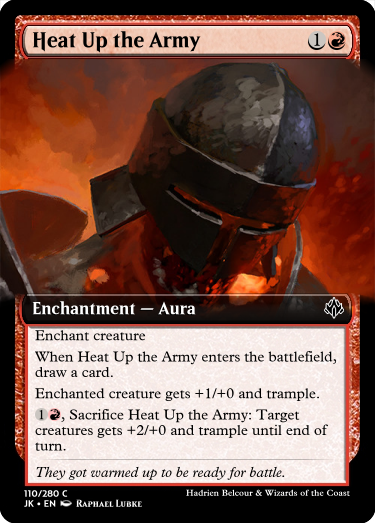 Heat Up the Army 1
Enchantment — Aura
Enchant creature
When Heat Up the Army enters the battlefield,
draw a card.
Enchanted creature gets +1/+0 and trample.
1, Sacrifice Heat Up the Army: Target
creatures gets +2/+0 and trample until end of
turn.
They got warmed up to be ready for battle.
110/280 C
JK • EN Raphael Lubke
Hadrien Belcour & Wizards of the Coast